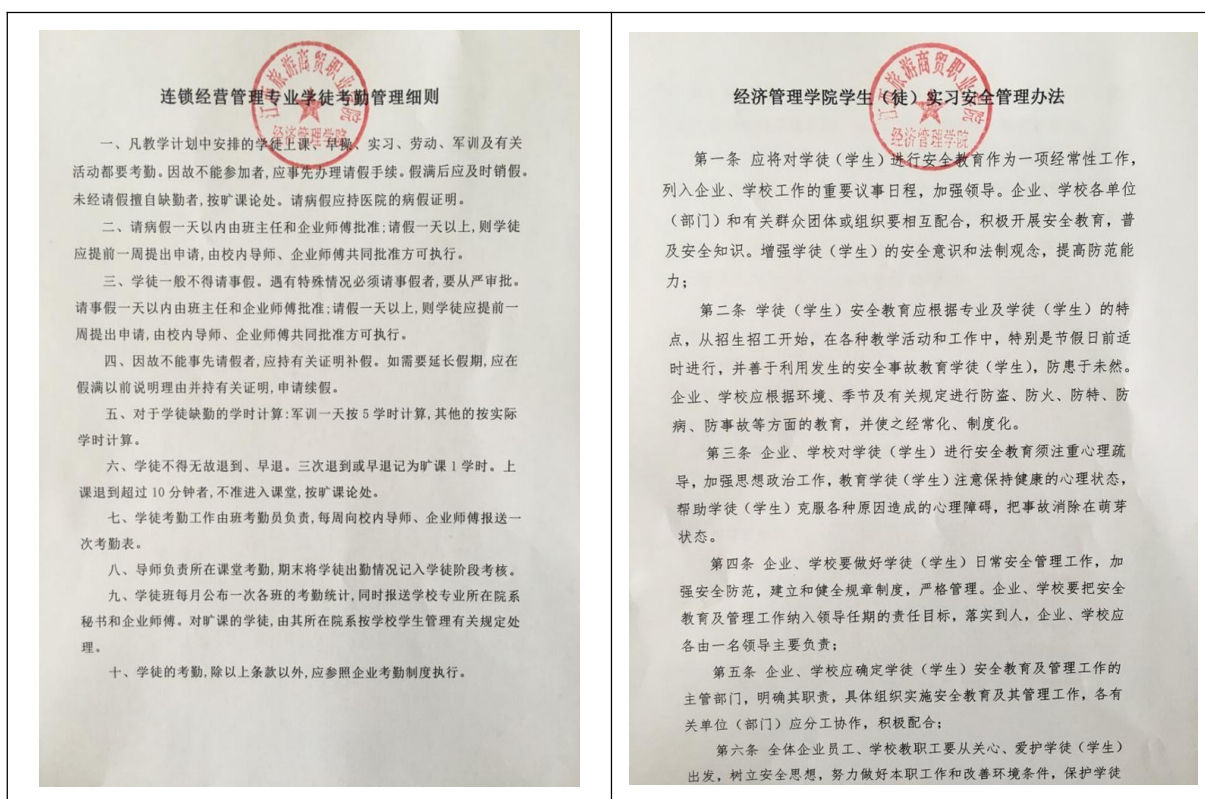 江西旅游商贸职业学院
经济管理学院
连锁经营管理专业学徒考勤管理细则
一、凡教学计划中安排的学徒上课、早操、实习、劳动、军训及有关
活动都要考勤。因故不能参加者,应事先办理请假手续。假满后应及时销假。
未经请假擅自缺勤者,按旷课论处。请病假应持医院的病假证明。
二、请病假一天以内由班主任和企业师傅批准;请假一天以上,则学徒
应提前一周提出申请,由校内导师、企业师傅共同批准方可执行。
三、学徒一般不得请事假。遇有特殊情况必须请事假者,要从严审批。
请事假一天以内由班主任和企业师傅批准;请假一天以上,则学徒应提前一
周提出申请,由校内导师、企业师傅共同批准方可执行。
四、因故不能事先请假者,应持有关证明补假。如需要延长假期,应在
假满以前说明理由并持有关证明,申请续假。
五、对于学徒缺勤的学时计算:军训一天按 5 学时计算,其他的按实际
学时计算。
六、学徒不得无故退到、早退。三次退到或早退记为旷课 1 学时。上
课退到超过 10 分钟者,不准进入课堂,按旷课论处。
七、学徒考勤工作由班考勤员负责,每周向校内导师、企业师傅报送一
次考勤表。
八、导师负责所在课堂考勤,期末将学徒出勤情况记入学徒阶段考核。
九、学徒班每月公布一次各班的考勤统计,同时报送学校专业所在院系
秘书和企业师傅。对旷课的学徒,由其所在院系按学校学生管理有关规定处
理。
十、学徒的考勤,除以上条款以外,应参照企业考勤制度执行。
江西旅游商贸职业学院
经济管理学院
经济管理学院学生（徒）实习安全管理办法
第一条 应将对学徒（学生）进行安全教育作为一项经常性工作，
列入企业、学校工作的重要议事日程，加强领导。企业、学校各单位
（部门）和有关群众团体或组织要相互配合，积极开展安全教育，普
及安全知识。增强学徒（学生）的安全意识和法制观念，提高防范能
力；
第二条 学徒（学生）安全教育应根据专业及学徒（学生）的特
点，从招生招工开始，在各种教学活动和工作中，特别是节假日前适
时进行，并善于利用发生的安全事故教育学徒（学生），防患于未然。
企业、学校应根据环境、季节及有关规定进行防盗、防火、防特、防
病、防事故等方面的教育，并使之经常化、制度化。
第三条 企业、学校对学徒（学生）进行安全教育须注重心理疏
导，加强思想政治工作，教育学徒（学生）注意保持健康的心理状态，
帮助学徒（学生）克服各种原因造成的心理障碍，把事故消除在萌芽
状态。
第四条 企业、学校要做好学徒（学生）日常安全管理工作，加
强安全防范，建立和健全规章制度，严格管理。企业、学校要把安全
教育及管理工作纳入领导任期的责任目标，落实到人，企业、学校应
各由一名领导主要负责；
第五条 企业、学校应确定学徒（学生）安全教育及管理工作的
主管部门，明确其职责，具体组织实施安全教育及其管理工作，各有
关单位（部门）应分工协作，积极配合；
第六条 全体企业员工、学校教职工要从关心、爱护学徒（学生）
出发，树立安全思想，努力做好本职工作和改善环境条件，保护学徒